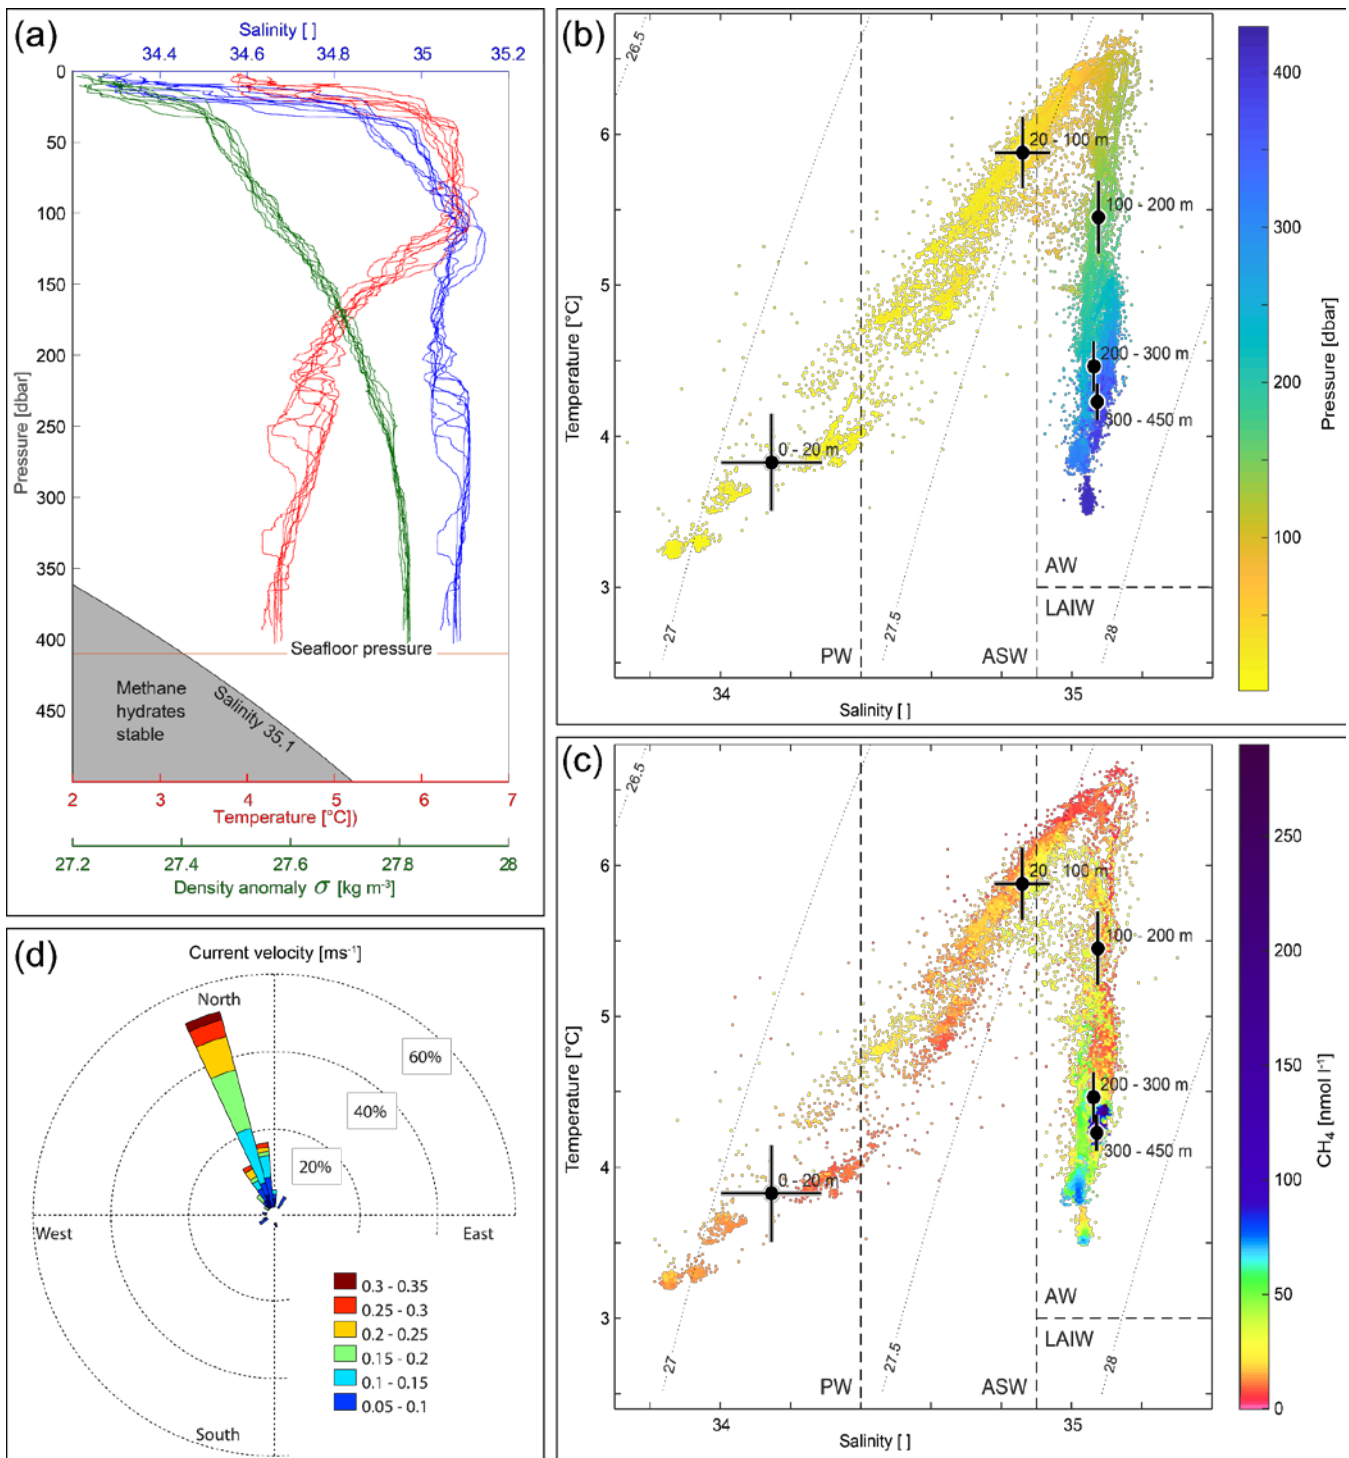 (a)
Salinity [ ]
34.4 34.6 34.8 35 35.2
0
50
100
150
200
250
300
350
400
450
Pressure [dbar]
Seafloor pressure
Methane
hydrates
stable
Salinity 35.1
2 3 4 5 6 7
Temperature [°C])
27.2 27.4 27.6 27.8 28
Density anomaly σ [kg m-3]
(b)
26.5
6
5
4
3
Temperature [°C]
20 - 100 m
100 - 200 m
200 - 300 m
300 - 450 m
0 - 20 m
AW
LAIW
PW
ASW
27
27.5
28
34 35
Salinity [ ]
400
300
200
100
Pressure [dbar]
(c)
26.5
6
5
4
3
Temperature [°C]
20 - 100 m
100 - 200 m
200 - 300 m
300 - 450 m
0 - 20 m
AW
LAIW
PW
ASW
27
27.5
28
34 35
Salinity [ ]
250
200
150
100
50
0
CH4 [nmol l-1]
(d)
Current velocity [ms-1]
North
60%
40%
20%
West
East
South
0.3 - 0.35
0.25 - 0.3
0.2 - 0.25
0.15 - 0.2
0.1 - 0.15
0.05 - 0.1